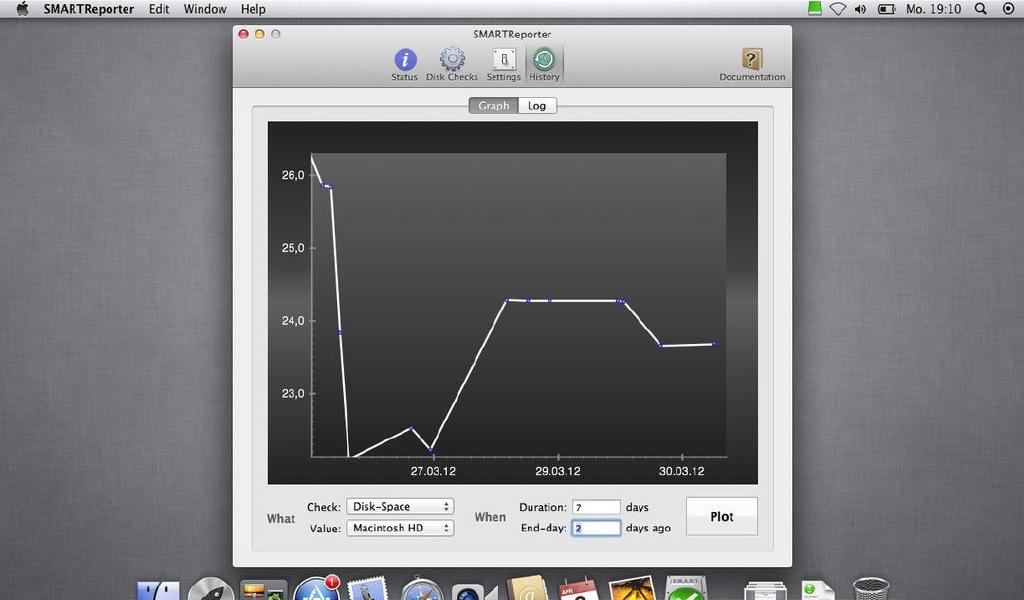 SMARTReporter Edit Window Help Mo. 19:10
SMARTReporter
Status Disk Checks Settings History Documentation
Graph Log
26,0
25,0
24,0
23,0
27.03.12 29.03.12 30.03.12
What Check: Disk-Space When Duration: 7 days Plot
Value: Macintosh HD End-day: 2 days ago
1
S.M.A.R.T.
APR